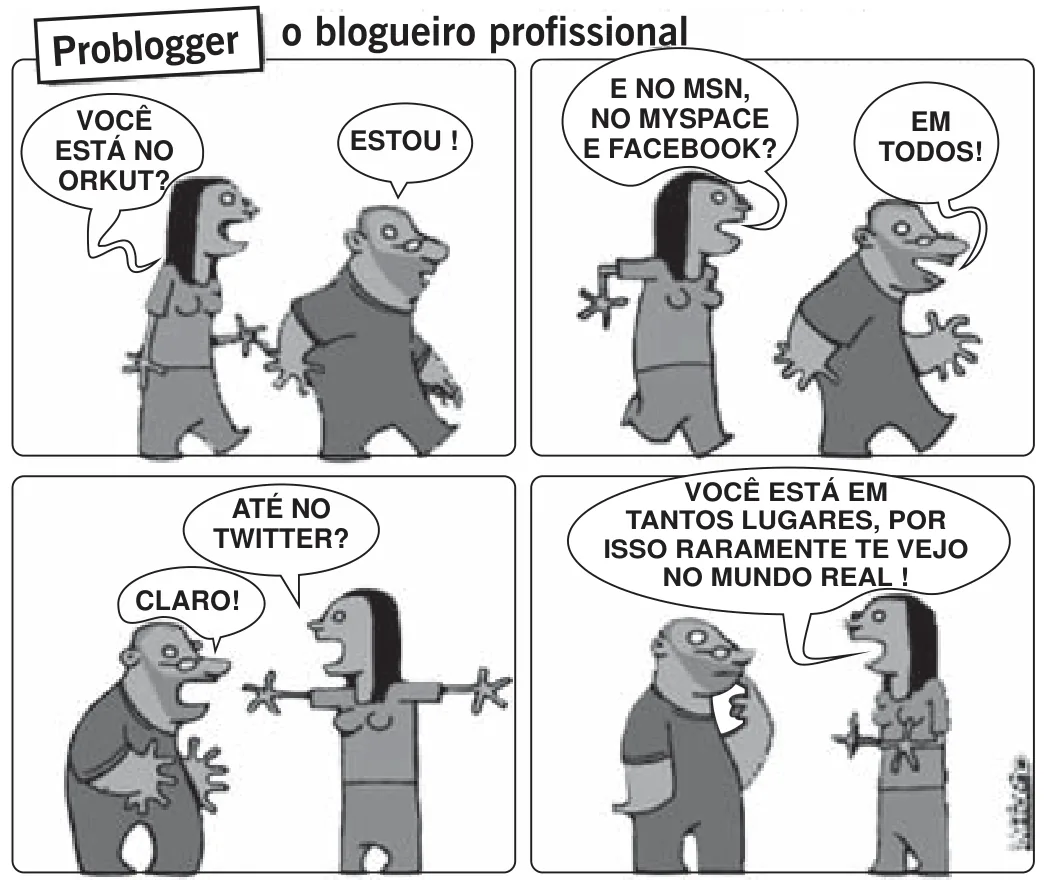 Problogger
o blogueiro profissional
VOCÊ
ESTÁ NO
ORKUT?
ESTOU !
E NO MSN,
NO MYSPACE
E FACEBOOK?
EM
TODOS!
ATÉ NO
TWITTER?
CLARO!
VOCÊ ESTÁ EM
TANTOS LUGARES, POR
ISSO RARAMENTE TE VEJO
NO MUNDO REAL !